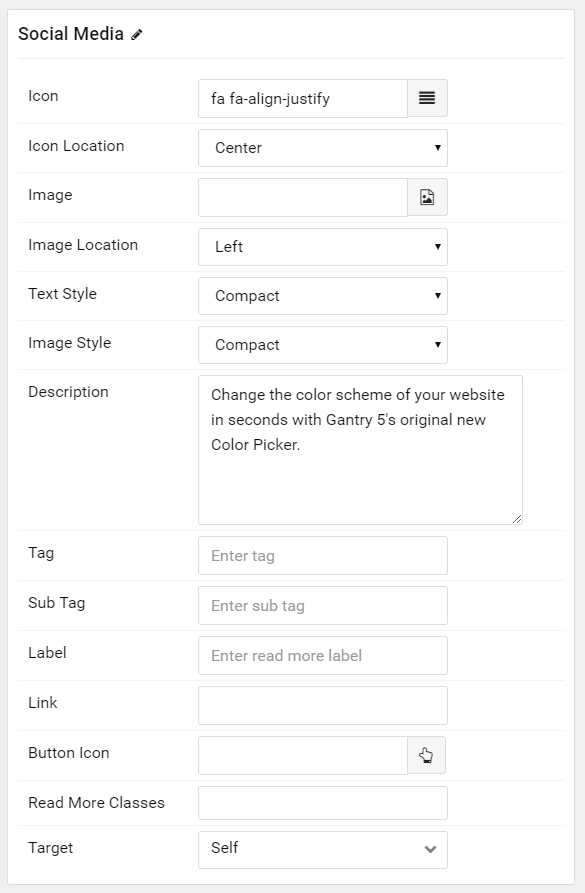 Social Media
Icon
fa fa-align-justify
Icon Location
Center
Image
Image Location
Left
Text Style
Compact
Image Style
Compact
Description
Change the color scheme of your website
in seconds with Gantry 5's original new
Color Picker.
Tag
Enter tag
Sub Tag
Enter sub tag
Label
Enter read more label
Link
Button Icon
Read More Classes
Target
Self